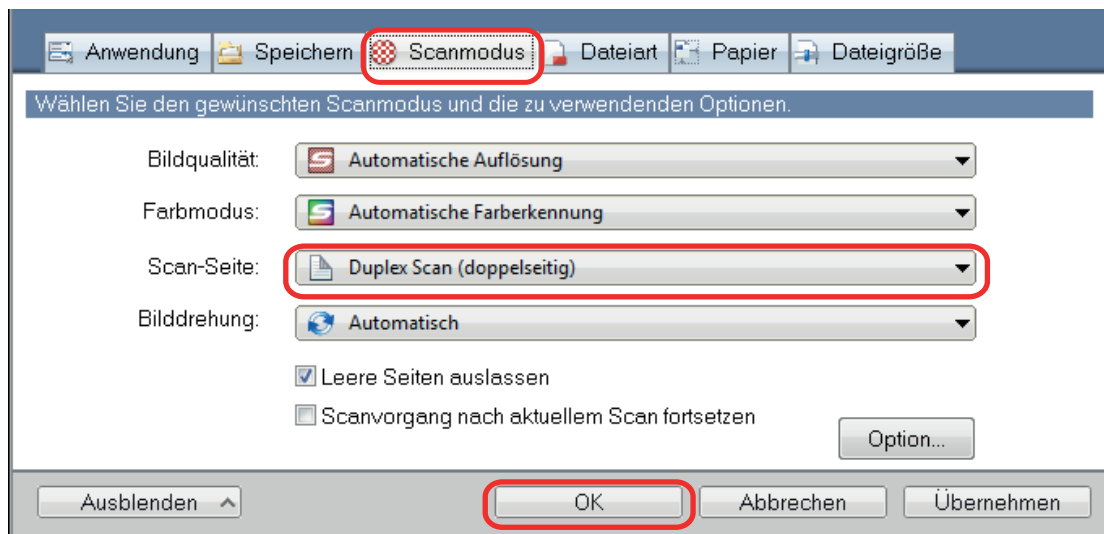 Anwendung Speichern Scanmodus Dateiart Papier Dateigröße
Wählen Sie den gewünschten Scanmodus und die zu verwendenden Optionen.
Bildqualität: Automatische Auflösung
Farbmodus: Automatische Farberkennung
Scan-Seite: Duplex Scan (doppelseitig)
Bilddrehung: Automatisch
Leere Seiten auslassen
Scanvorgang nach aktuellem Scan fortsetzen
Option...
Ausblenden OK Abbrechen Übernehmen